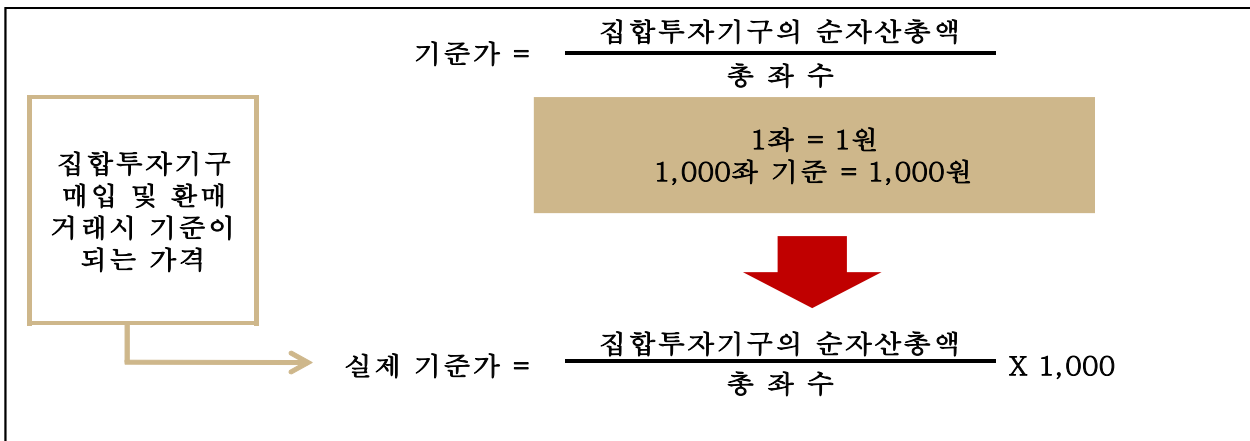 기준가 =
집합투자기구의 순자산총액
총 좌 수
1좌 = 1원
1,000좌 기준 = 1,000원
집합투자기구
매입 및 환매
거래시 기준이
되는 가격
실제 기준가 =
집합투자기구의 순자산총액
총 좌 수
X 1,000